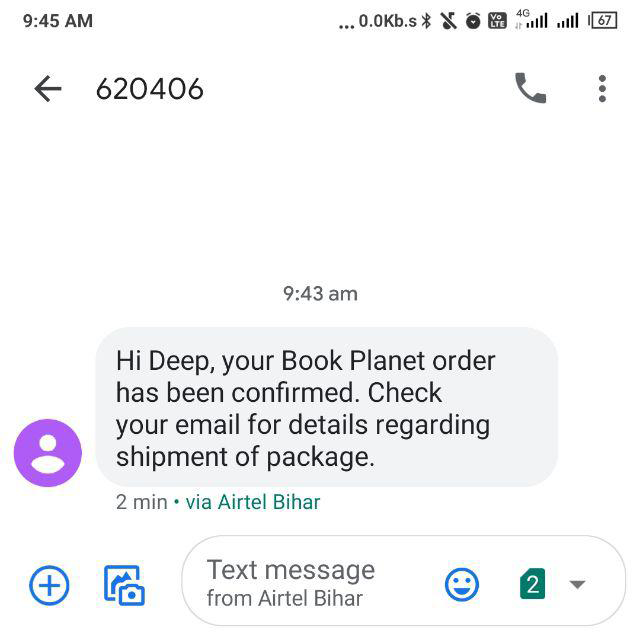 9:45 AM
... 0.0Kb.s Vo LTE 4G 67
620406
9:43 am
Hi Deep, your Book Planet order
has been confirmed. Check
your email for details regarding
shipment of package.
2 min • via Airtel Bihar
Text message
from Airtel Bihar
2